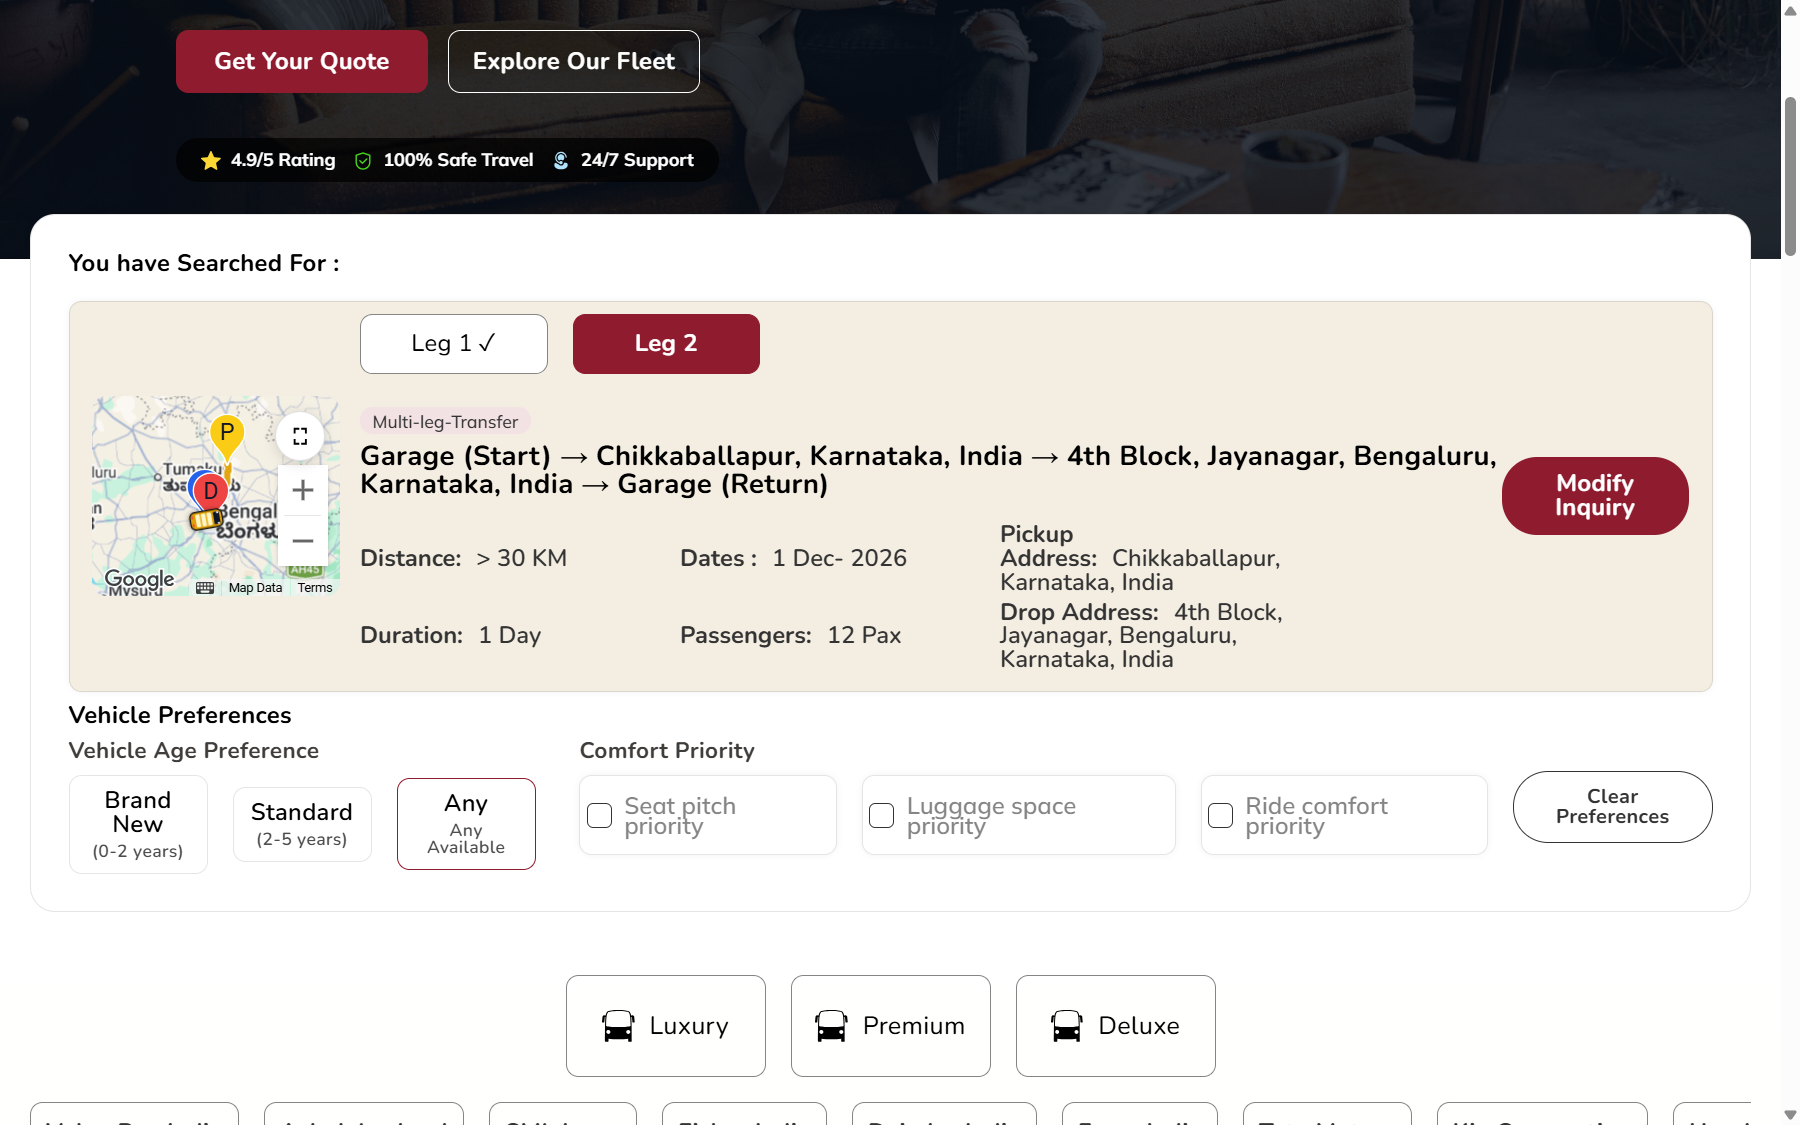 Get Your Quote
Explore Our Fleet
4.9/5 Rating
100% Safe Travel
24/7 Support
You have Searched For :
Leg 1 ✓
Leg 2
Multi-leg-Transfer
Garage (Start) → Chikkaballapur, Karnataka, India → 4th Block, Jayanagar, Bengaluru,
Karnataka, India → Garage (Return)
Modify
Inquiry
P
D
Tumaku
Bengal
ಬೆಂಗಳೂ
AH45
Google
Mysuru
Map Data
Terms
Distance: > 30 KM
Dates : 1 Dec- 2026
Pickup
Address: Chikkaballapur,
Karnataka, India
Duration: 1 Day
Passengers: 12 Pax
Drop Address: 4th Block,
Jayanagar, Bengaluru,
Karnataka, India
Vehicle Preferences
Vehicle Age Preference
Brand
New
(0-2 years)
Standard
(2-5 years)
Any
Any
Available
Comfort Priority
Seat pitch
priority
Luggage space
priority
Ride comfort
priority
Clear
Preferences
Luxury
Premium
Deluxe